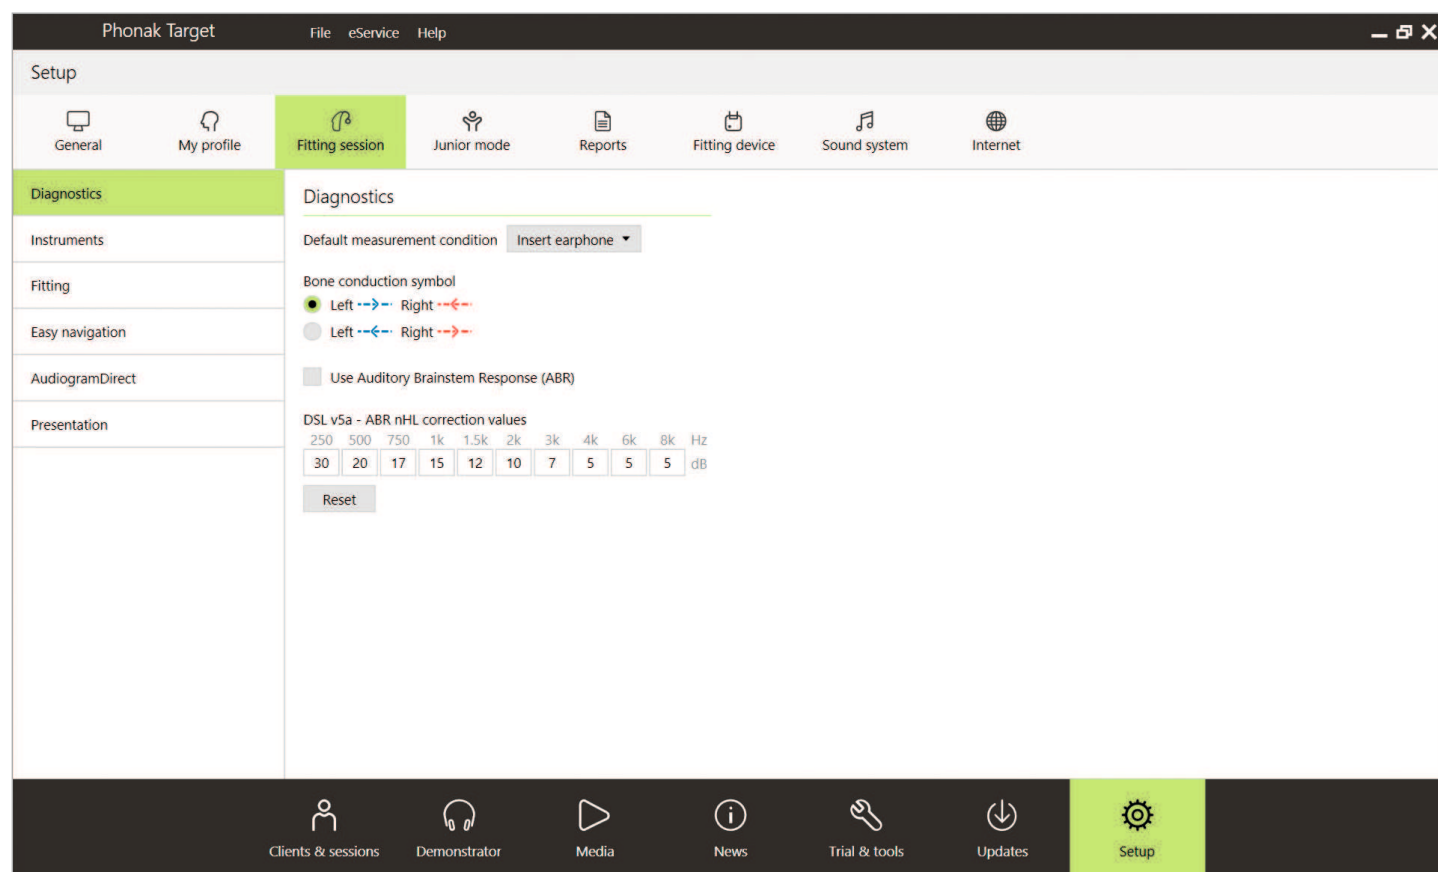 Phonak Target File eService Help
Setup
General My profile Fitting session Junior mode Reports Fitting device Sound system Internet
Diagnostics
Instruments
Fitting
Easy navigation
AudiogramDirect
Presentation
Diagnostics
Default measurement condition Insert earphone
Bone conduction symbol
Left Right
Left Right
Use Auditory Brainstem Response (ABR)
DSL v5a - ABR nHL correction values
250 500 750 1k 1.5k 2k 3k 4k 6k 8k Hz
30 20 17 15 12 10 7 5 5 5 dB
Reset
Clients & sessions Demonstrator Media News Trial & tools Updates Setup